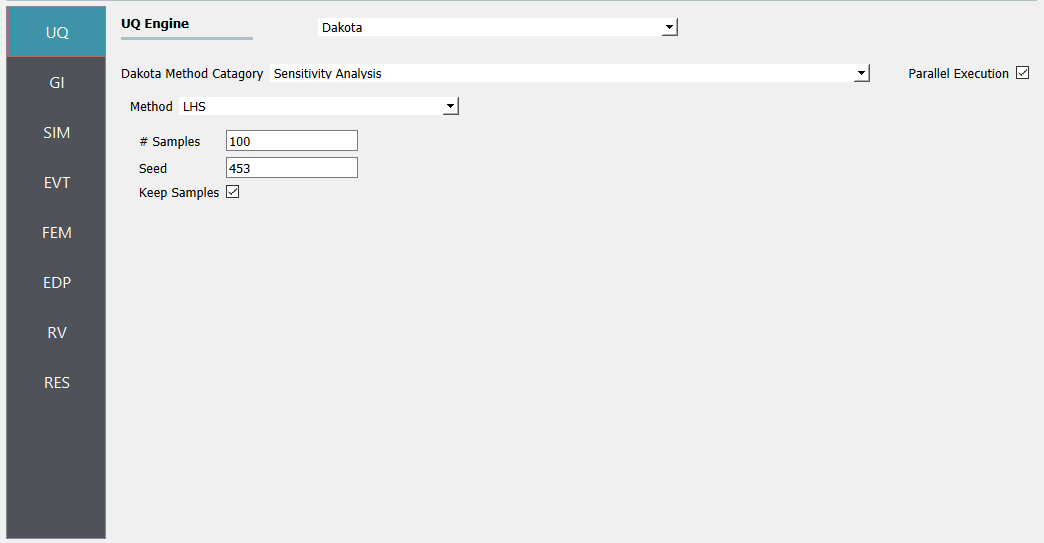 UQ
GI
SIM
EVT
FEM
EDP
RV
RES
UQ Engine Dakota
Dakota Method Catagory Sensitivity Analysis Parallel Execution
Method LHS
# Samples 100
Seed 453
Keep Samples